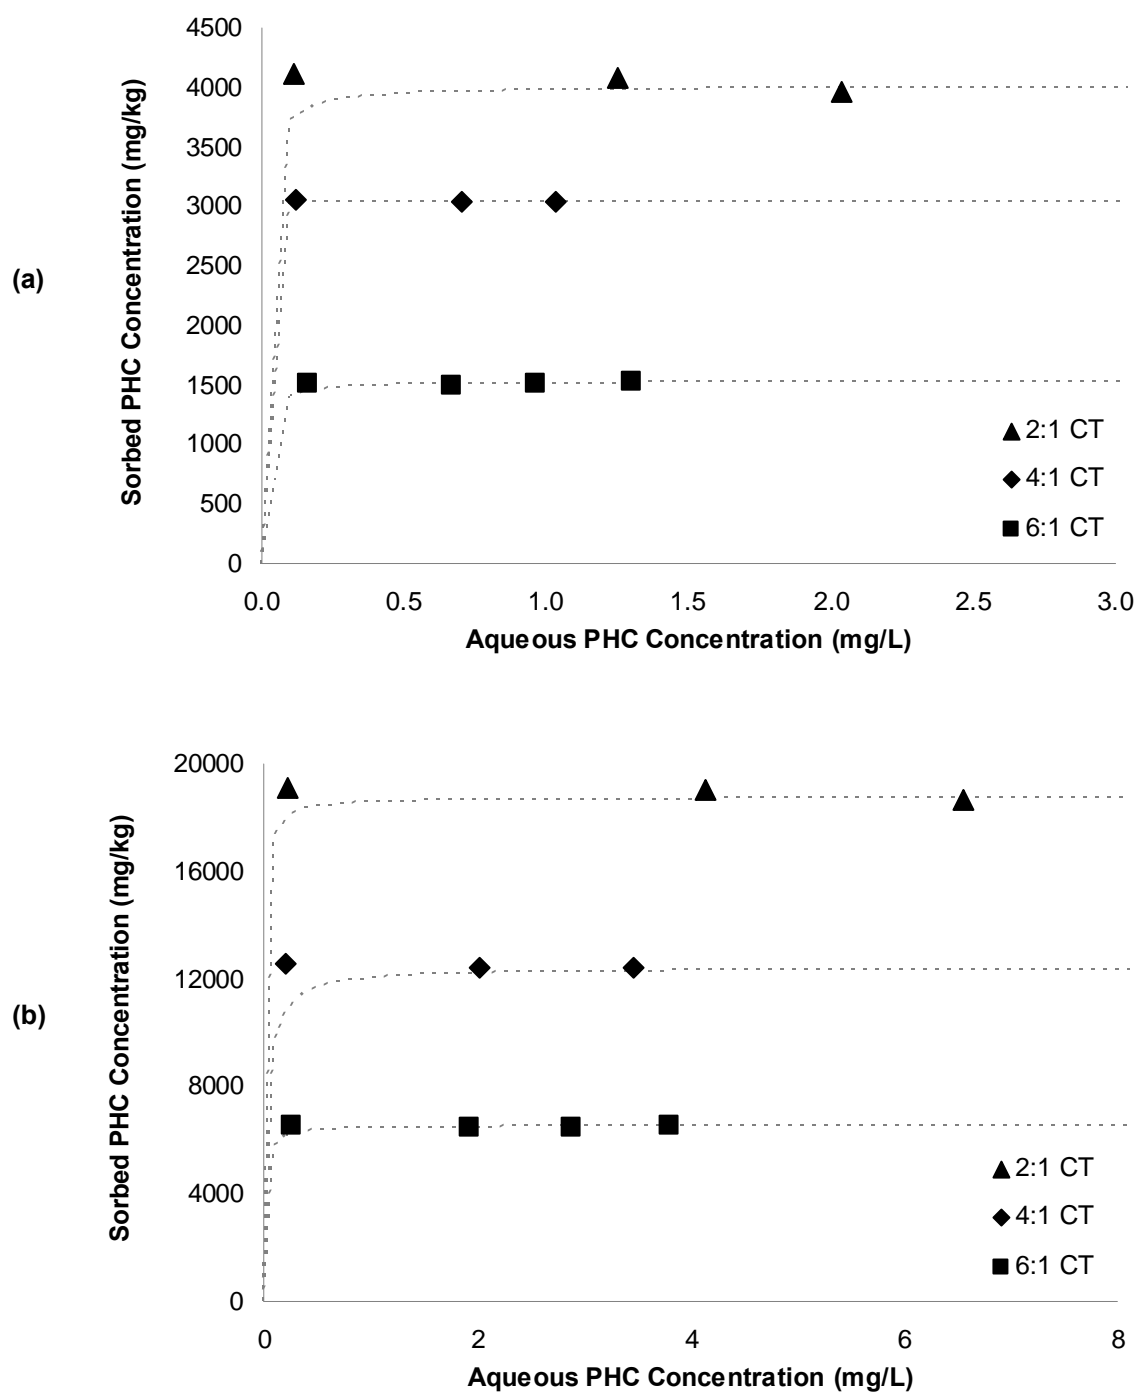 (a)
Sorbed PHC Concentration (mg/kg)
4500
4000
3500
3000
2500
2000
1500
1000
500
0
0.0 0.5 1.0 1.5 2.0 2.5 3.0
Aqueous PHC Concentration (mg/L)
2:1 CT
4:1 CT
6:1 CT
(b)
Sorbed PHC Concentration (mg/kg)
20000
16000
12000
8000
4000
0
0 2 4 6 8
Aqueous PHC Concentration (mg/L)
2:1 CT
4:1 CT
6:1 CT